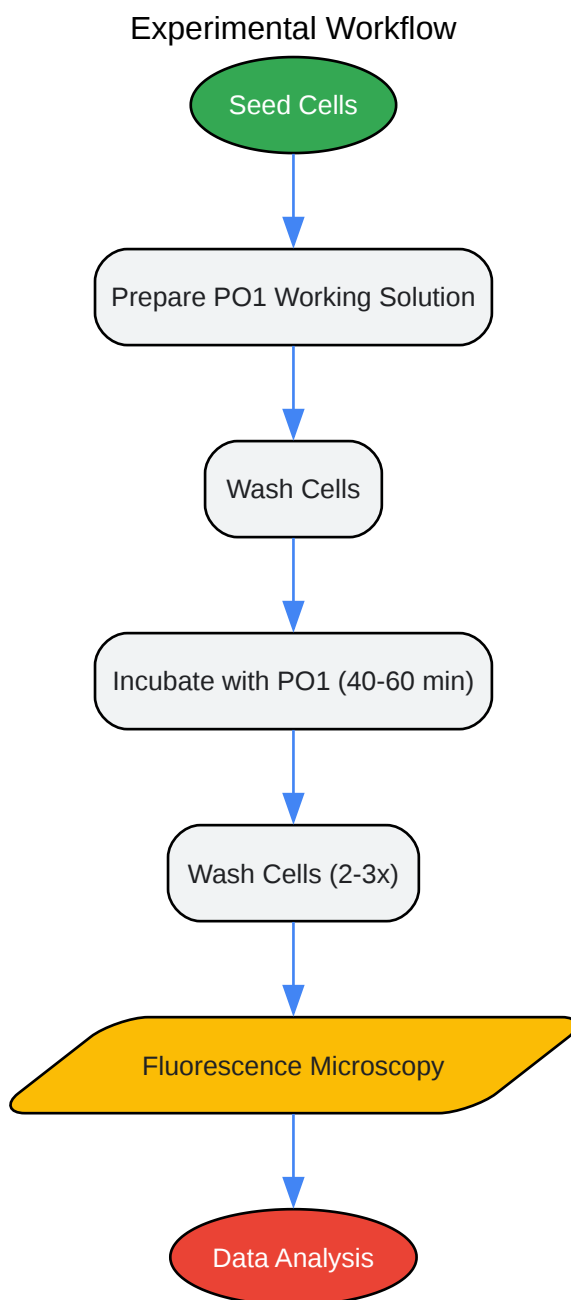 Experimental Workflow
Seed Cells
Prepare PO1 Working Solution
Wash Cells
Incubate with PO1 (40-60 min)
Wash Cells (2-3x)
Fluorescence Microscopy
Data Analysis